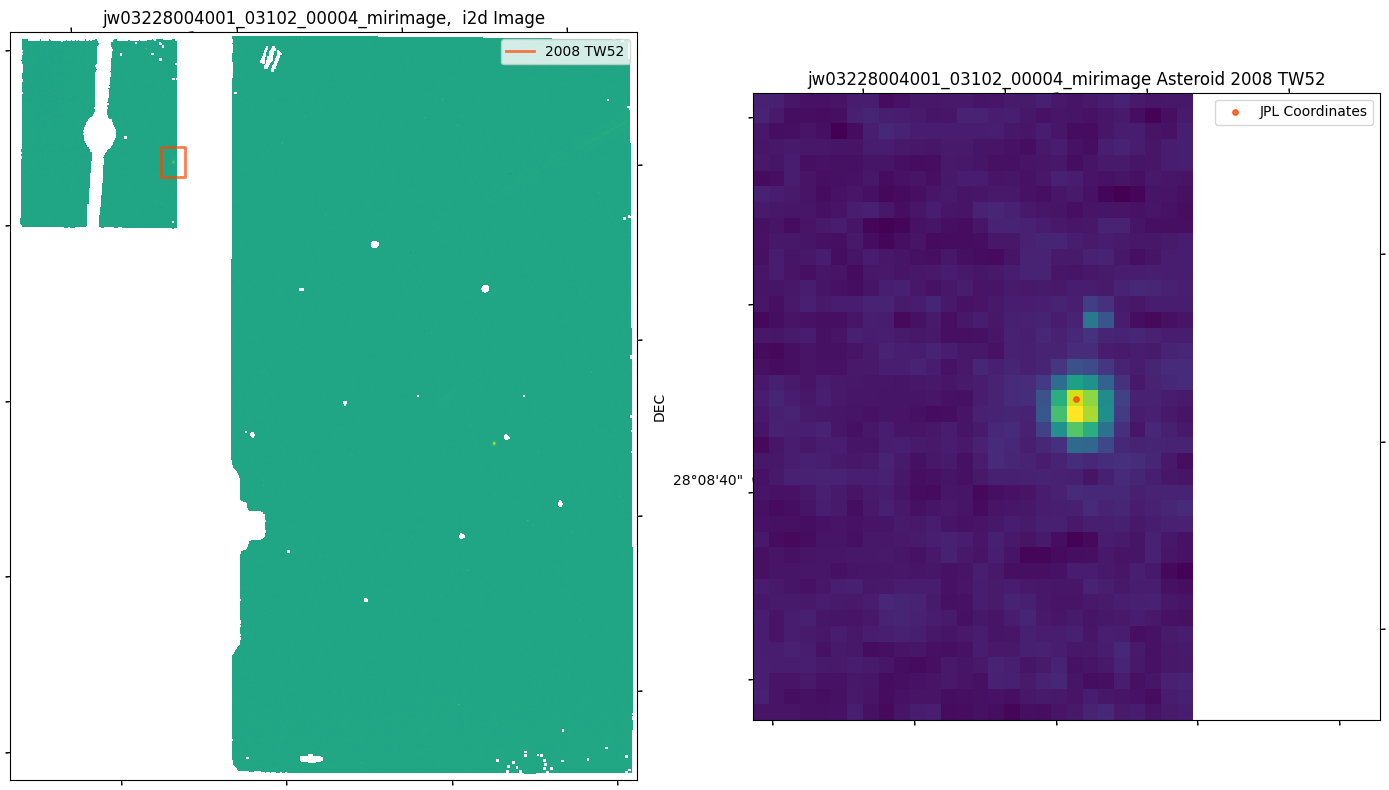 jw03228004001_03102_00004_mirimage,  i2d Image
2008 TW52
DEC
jw03228004001_03102_00004_mirimage Asteroid 2008 TW52
JPL Coordinates
28°08'40"